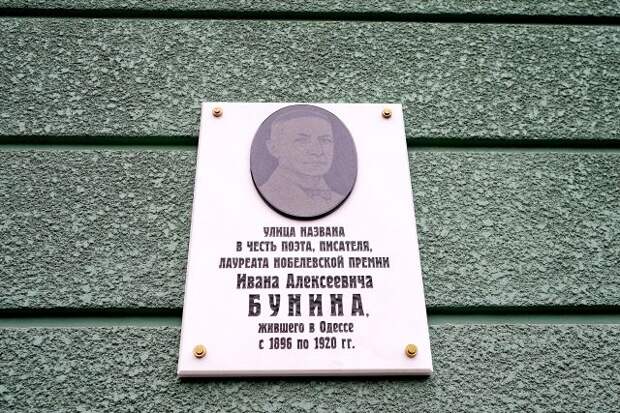 УЛИЦА НАЗВАНА
В ЧЕСТЬ ПОЭТА, ПИСАТЕЛЯ,
ЛАУРЕАТА НОБЕЛЕВСКОЙ ПРЕМИИ
Ивана Алексеевича
БУНИНА,
жившего в Одессе
с 1896 по 1920 гг.